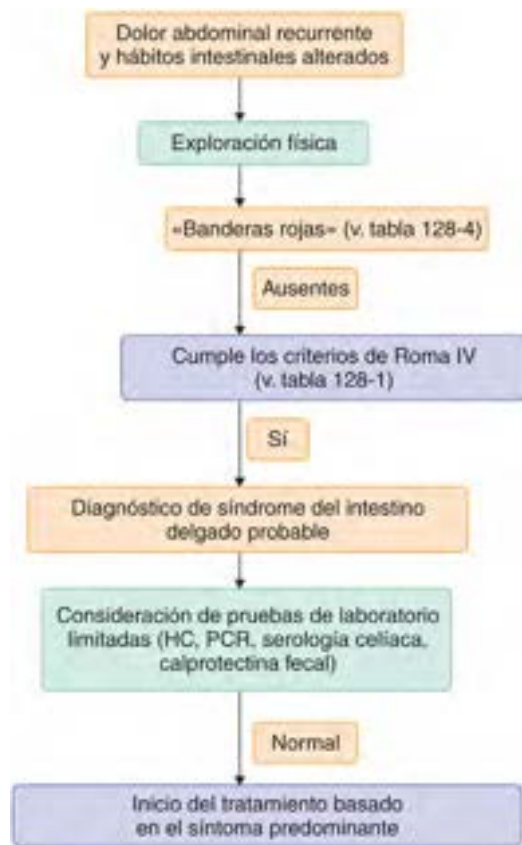 Dolor abdominal recurrente
y hábitos intestinales alterados
Exploración física
«Banderas rojas» (v. tabla 128-4)
Ausentes
Cumple los criterios de Roma IV
(v. tabla 128-1)
Sí
Diagnóstico de síndrome del intestino
delgado probable
Consideración de pruebas de laboratorio
limitadas (HC, PCR, serología celíaca,
calprotectina fecal)
Normal
Inicio del tratamiento basado
en el síntoma predominante